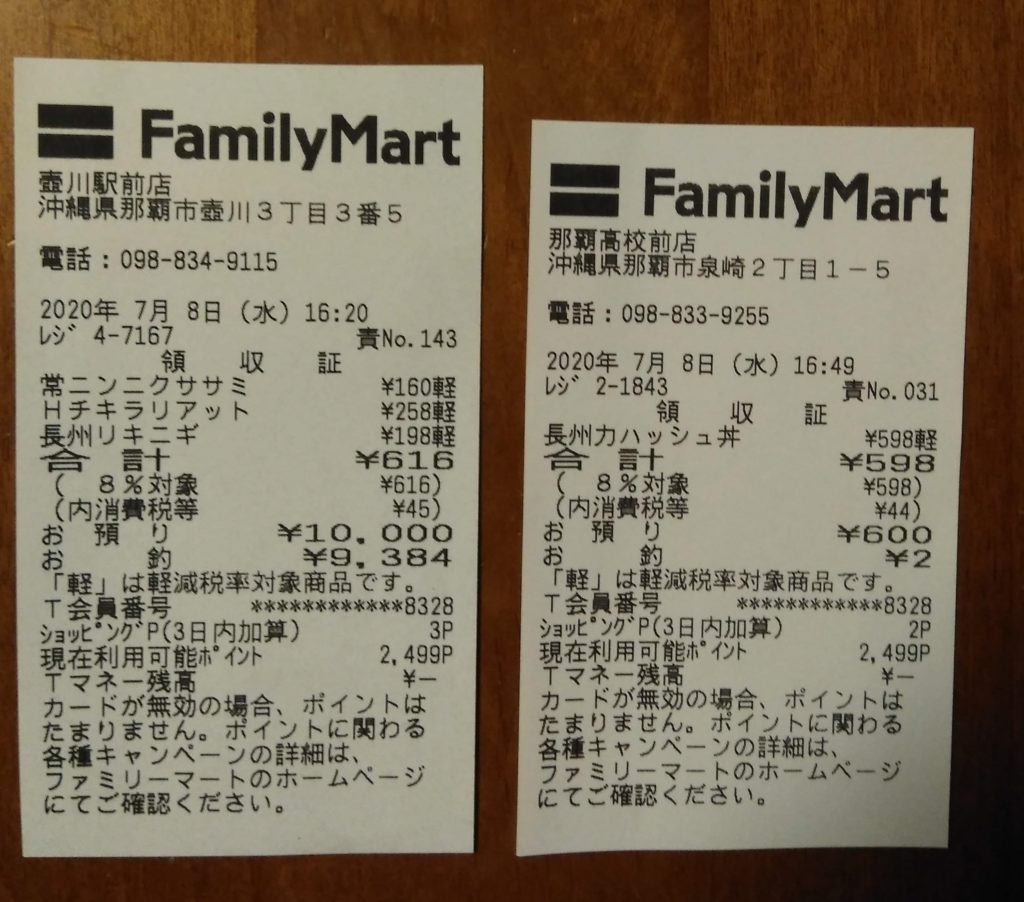 FamilyMart
壺川駅前店
沖縄県那覇市壺川3丁目3番5
電話:098-834-9115
2020年 7月 8日 (水) 16:20
レジ 4-7167 責No.143
領 収 証
常ニンニクササミ ¥160軽
Hチキラリアット ¥258軽
長州リキニギ ¥198軽
合 計 ¥616
( 8%対象 ¥616)
(内消費税等 ¥45)
お 預 り ¥10,000
お 釣 ¥9,384
「軽」は軽減税率対象商品です。
T会員番号 ************8328
ショッピングP(3日内加算) 3P
現在利用可能ポイント 2,499P
Tマネー残高 ¥−
カードが無効の場合、ポイントは
たまりません。ポイントに関わる
各種キャンペーンの詳細は、
ファミリーマートのホームページ
にてご確認ください。
FamilyMart
那覇高校前店
沖縄県那覇市泉崎2丁目1−5
電話:098-833-9255
2020年 7月 8日 (水) 16:49
レジ 2-1843 責No.031
領 収 証
長州力ハッシュ丼 ¥598軽
合 計 ¥598
( 8%対象 ¥598)
(内消費税等 ¥44)
お 預 り ¥600
お 釣 ¥2
「軽」は軽減税率対象商品です。
T会員番号 ************8328
ショッピングP(3日内加算) 2P
現在利用可能ポイント 2,499P
Tマネー残高 ¥−
カードが無効の場合、ポイントは
たまりません。ポイントに関わる
各種キャンペーンの詳細は、
ファミリーマートのホームページ
にてご確認ください。